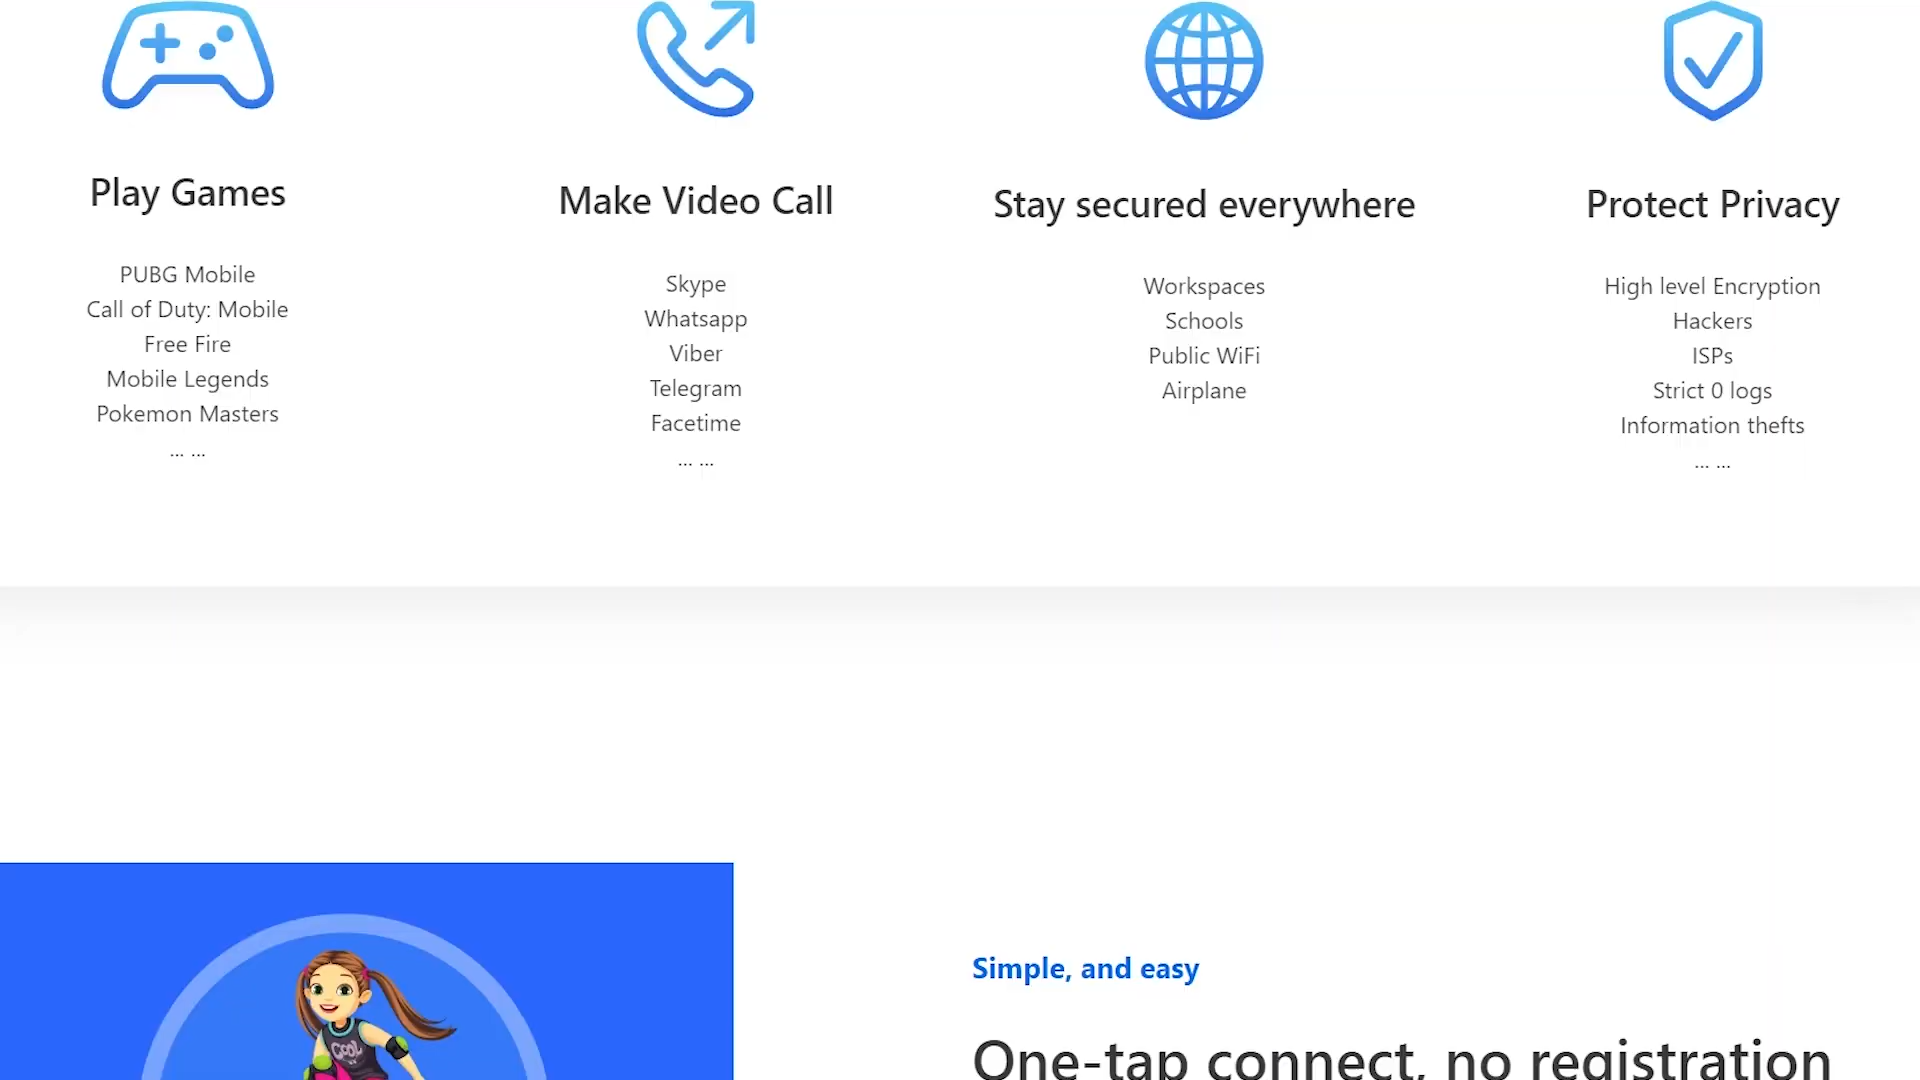 Play Games
PUBG Mobile
Call of Duty: Mobile
Free Fire
Mobile Legends
Pokemon Masters
... ...
Make Video Call
Skype
Whatsapp
Viber
Telegram
Facetime
... ...
Stay secured everywhere
Workspaces
Schools
Public WiFi
Airplane
Protect Privacy
High level Encryption
Hackers
ISPs
Strict 0 logs
Information thefts
... ...
COOL
Simple, and easy
One-tap connect, no registration